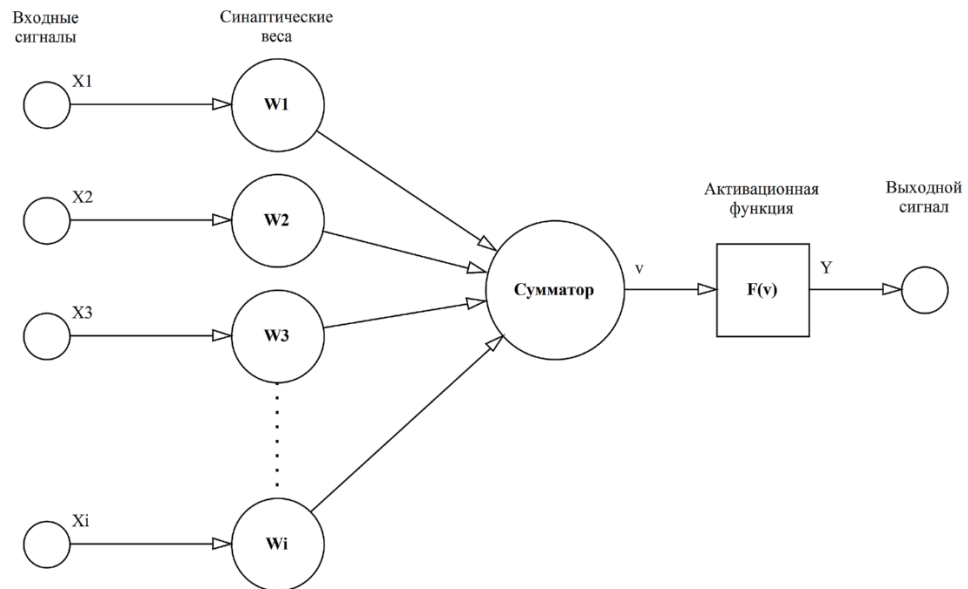 Входные
сигналы
Синаптические
веса
X1
W1
X2
W2
X3
W3
Xi
Wi
Сумматор
v
Активационная
функция
F(v)
Y
Выходной
сигнал